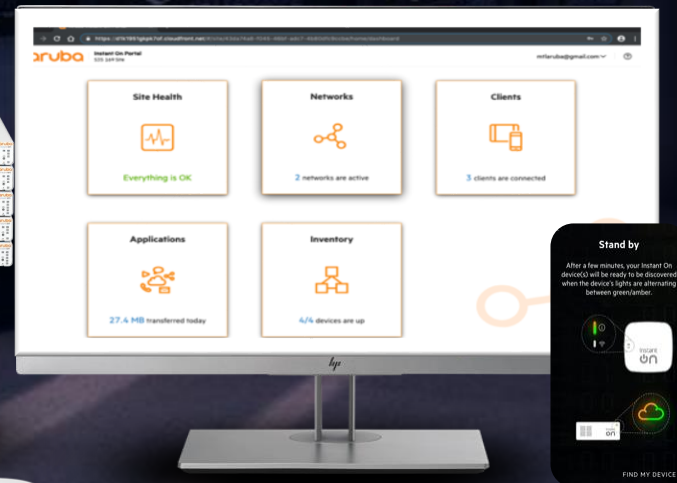 aruba
Instant On Portal
mtlaruba@gmail.com
Site Health
Everything is OK
Networks
2 networks are active
Clients
3 clients are connected
Applications
27.4 MB transferred today
Inventory
4/4 devices are up
hp
Stand by
After a few minutes, your Instant On
device(s) will be ready to be discovered
when the device's lights are alternating
between green/amber.
instant
on
on
FIND MY DEVICE